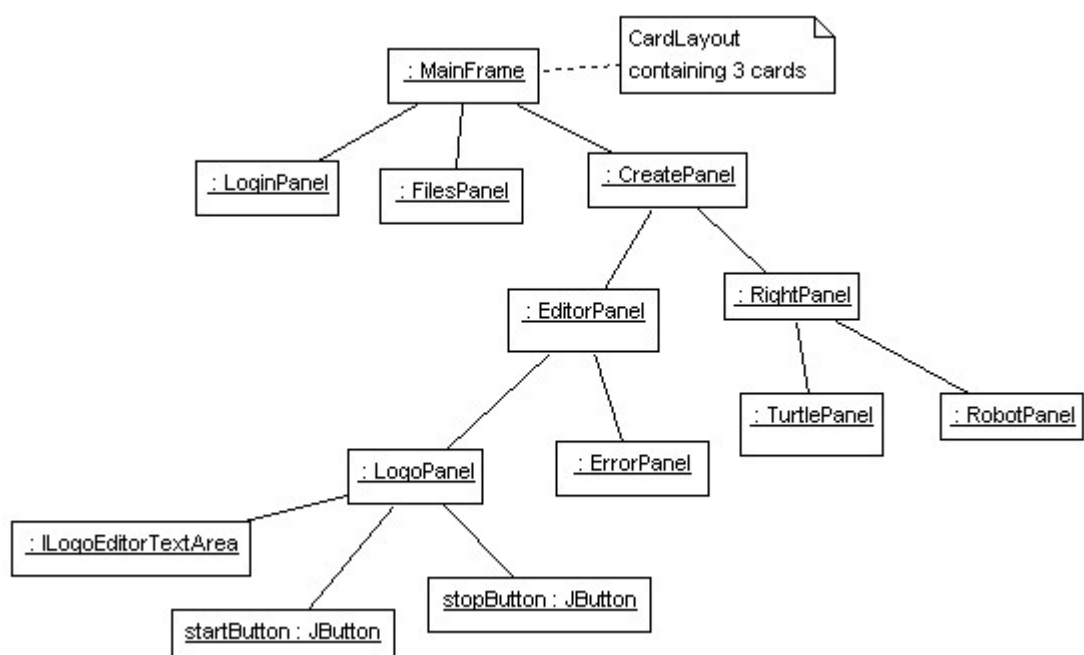 CardLayout
containing 3 cards
: MainFrame
: LoginPanel
: FilesPanel
: CreatePanel
: EditorPanel
: RightPanel
: TurtlePanel
: RobotPanel
: LogoPanel
: ErrorPanel
: ILogoEditorTextArea
startButton : JButton
stopButton : JButton